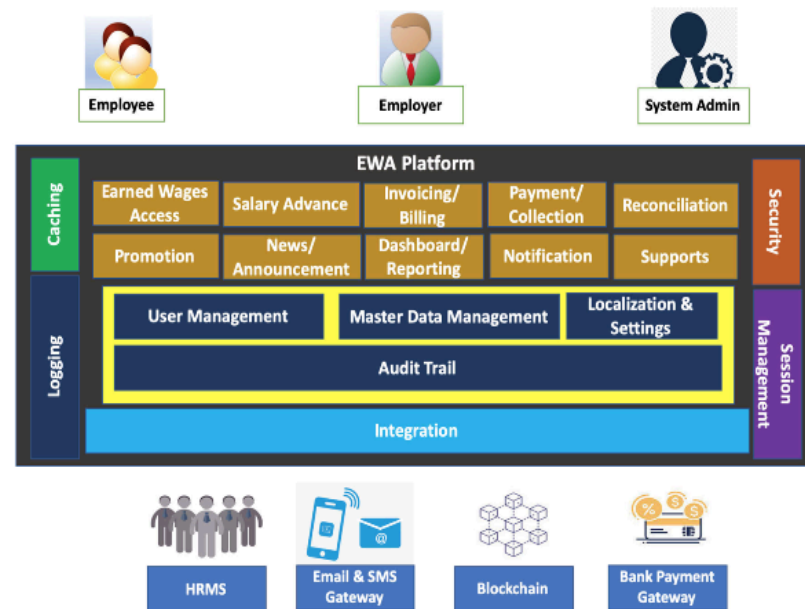 Employee
Employer
System Admin
EWA Platform
Caching
Security
Earned Wages
Access
Salary Advance
Invoicing/
Billing
Payment/
Collection
Reconciliation
Promotion
News/
Announcement
Dashboard/
Reporting
Notification
Supports
Logging
Session
Management
User Management
Master Data Management
Localization &
Settings
Audit Trail
Integration
@
%
$
$
HRMS
Email & SMS
Gateway
Blockchain
Bank Payment
Gateway